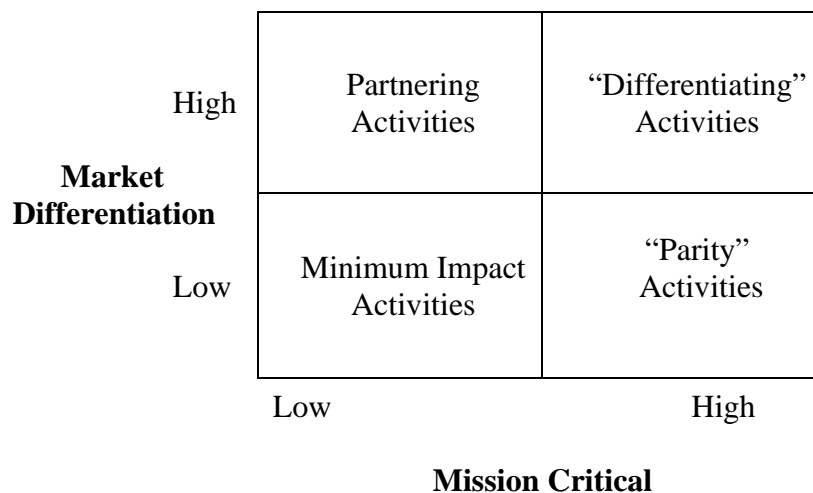 High
Partnering
Activities
“Differentiating”
Activities
Market
Differentiation
Low
Minimum Impact
Activities
“Parity”
Activities
Low
High
Mission Critical